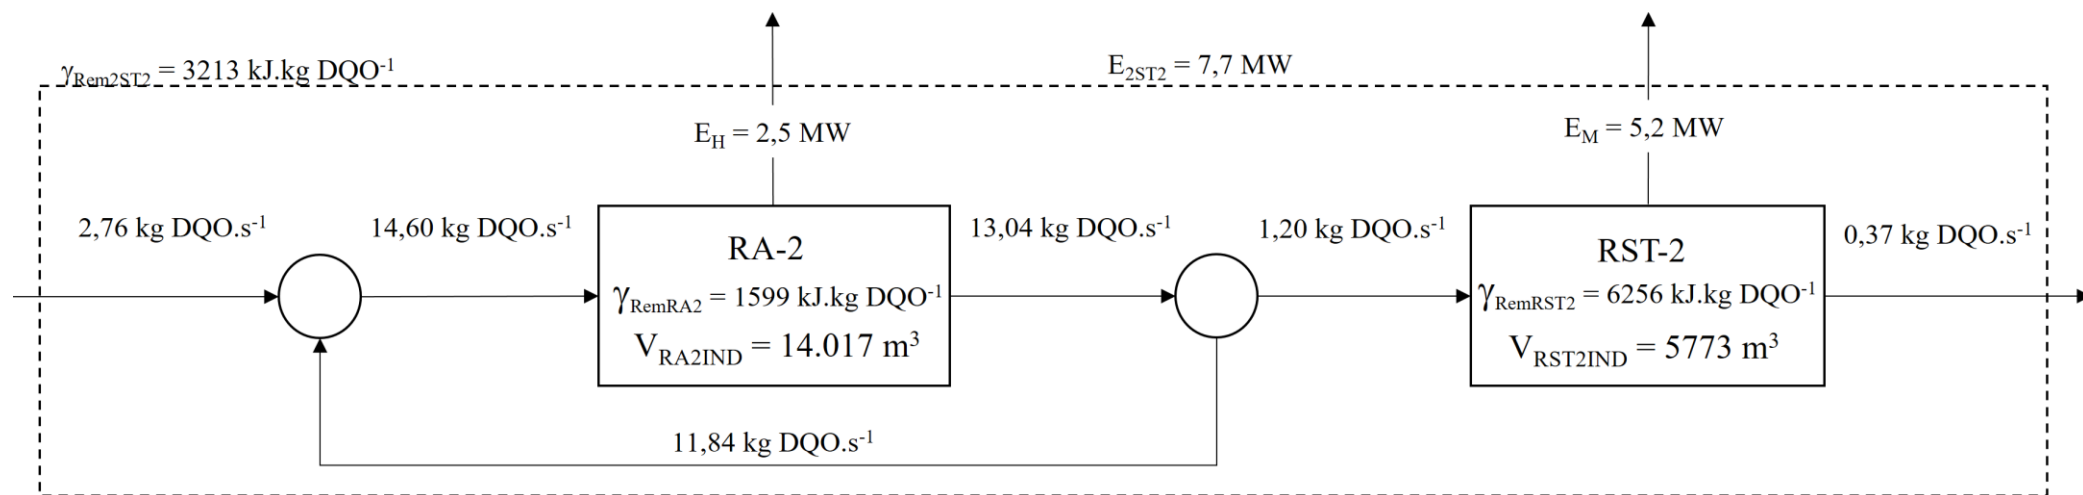 γRem2ST2 = 3213 kJ.kg DQO⁻¹
E2ST2 = 7,7 MW
EH = 2,5 MW
EM = 5,2 MW
2,76 kg DQO.s⁻¹
14,60 kg DQO.s⁻¹
RA-2
γRemRA2 = 1599 kJ.kg DQO⁻¹
VRA2IND = 14.017 m³
13,04 kg DQO.s⁻¹
1,20 kg DQO.s⁻¹
RST-2
γRemRST2 = 6256 kJ.kg DQO⁻¹
VRST2IND = 5773 m³
0,37 kg DQO.s⁻¹
11,84 kg DQO.s⁻¹